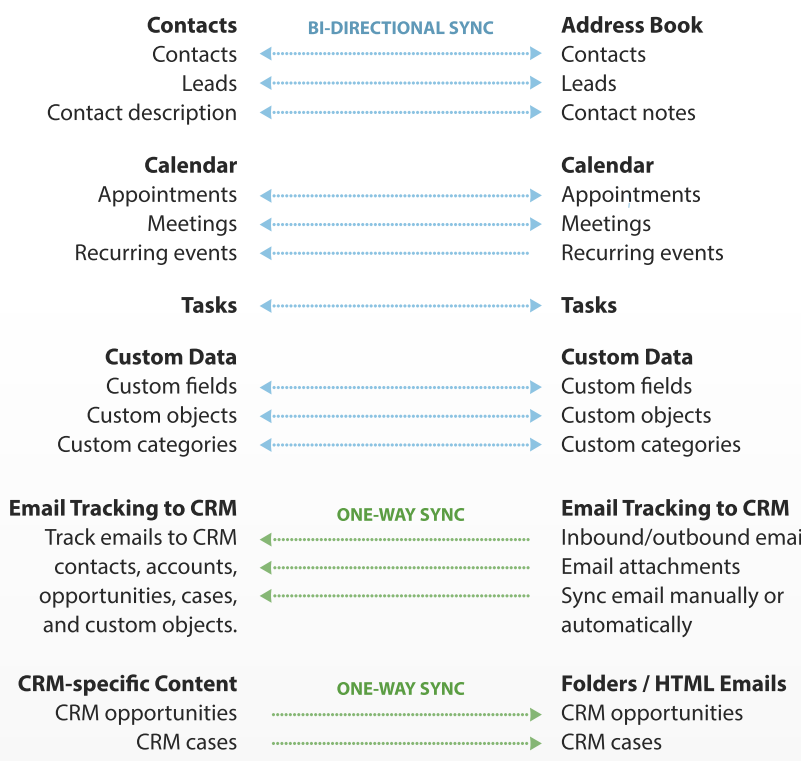 Contacts BI-DIRECTIONAL SYNC Address Book
Contacts Contacts
Leads Leads
Contact description Contact notes
Calendar Calendar
Appointments Appointments
Meetings Meetings
Recurring events Recurring events
Tasks Tasks
Custom Data Custom Data
Custom fields Custom fields
Custom objects Custom objects
Custom categories Custom categories
Email Tracking to CRM ONE-WAY SYNC Email Tracking to CRM
Track emails to CRM Inbound/outbound emai
contacts, accounts, Email attachments
opportunities, cases, Sync email manually or
and custom objects. automatically
CRM-specific Content ONE-WAY SYNC Folders / HTML Emails
CRM opportunities CRM opportunities
CRM cases CRM cases